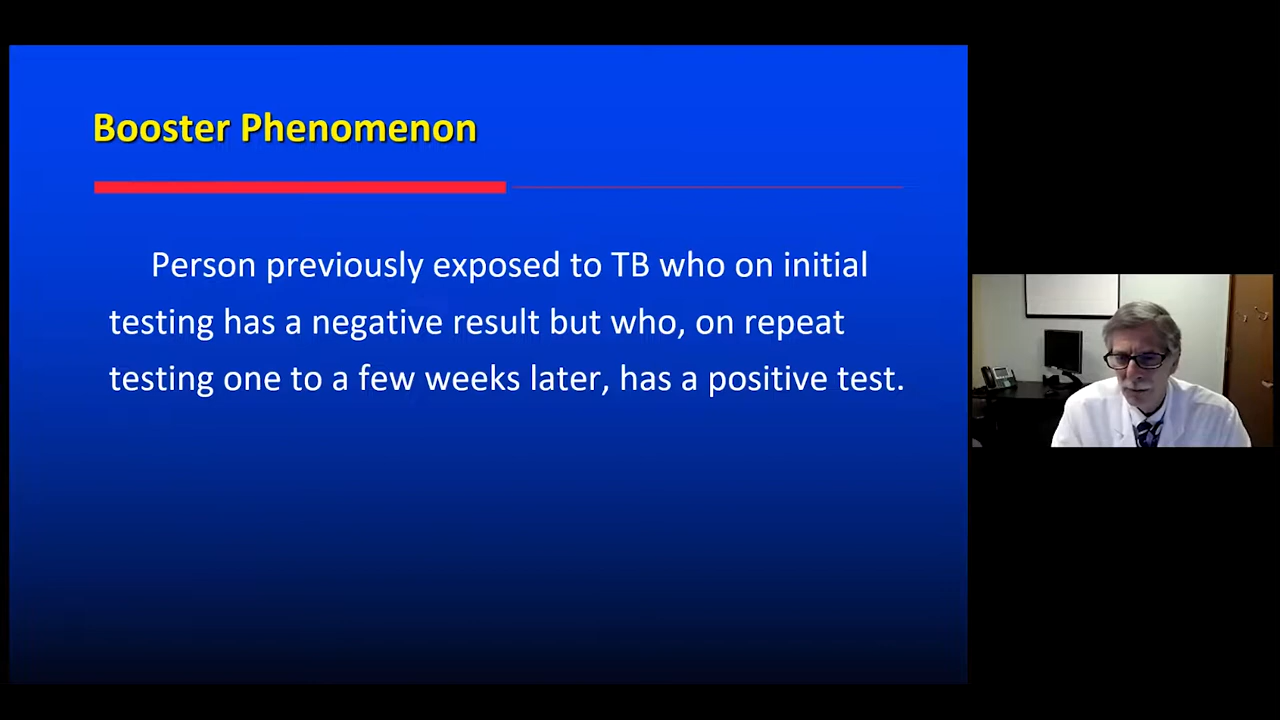 Booster Phenomenon
Person previously exposed to TB who on initial
testing has a negative result but who, on repeat
testing one to a few weeks later, has a positive test.